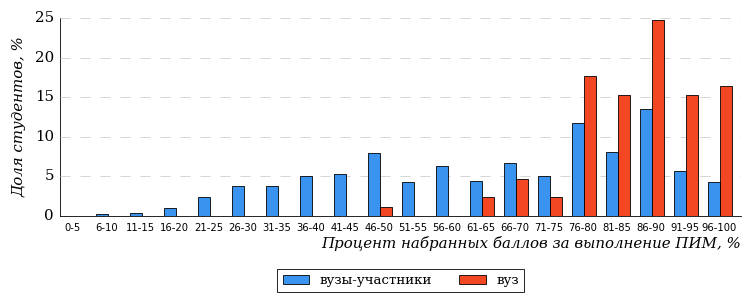 Доля студентов, %
25
20
15
10
5
0
0-5 6-10 11-15 16-20 21-25 26-30 31-35 36-40 41-45 46-50 51-55 56-60 61-65 66-70 71-75 76-80 81-85 86-90 91-95 96-100
Процент набранных баллов за выполнение ПИМ, %
вузы-участники вуз